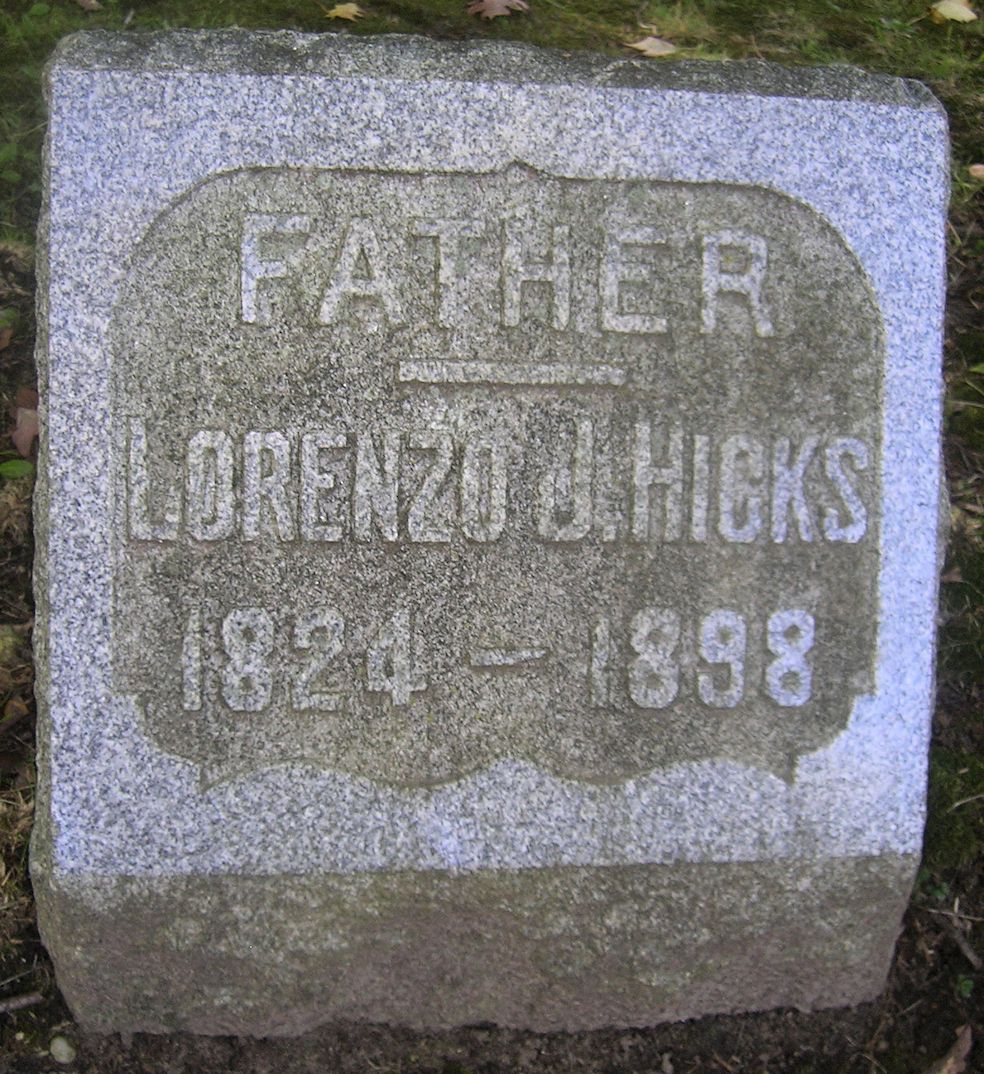 FATHER
LORENZO J. HICKS
1824 - 1898